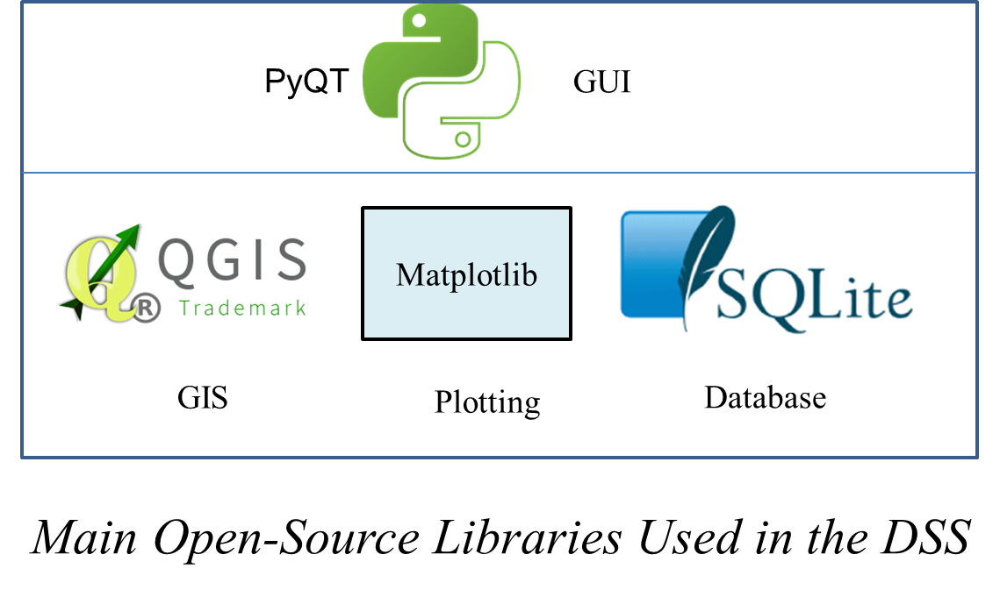 PyQT GUI
QGIS
Trademark
®
Matplotlib
SQLite
GIS
Plotting
Database
Main Open-Source Libraries Used in the DSS